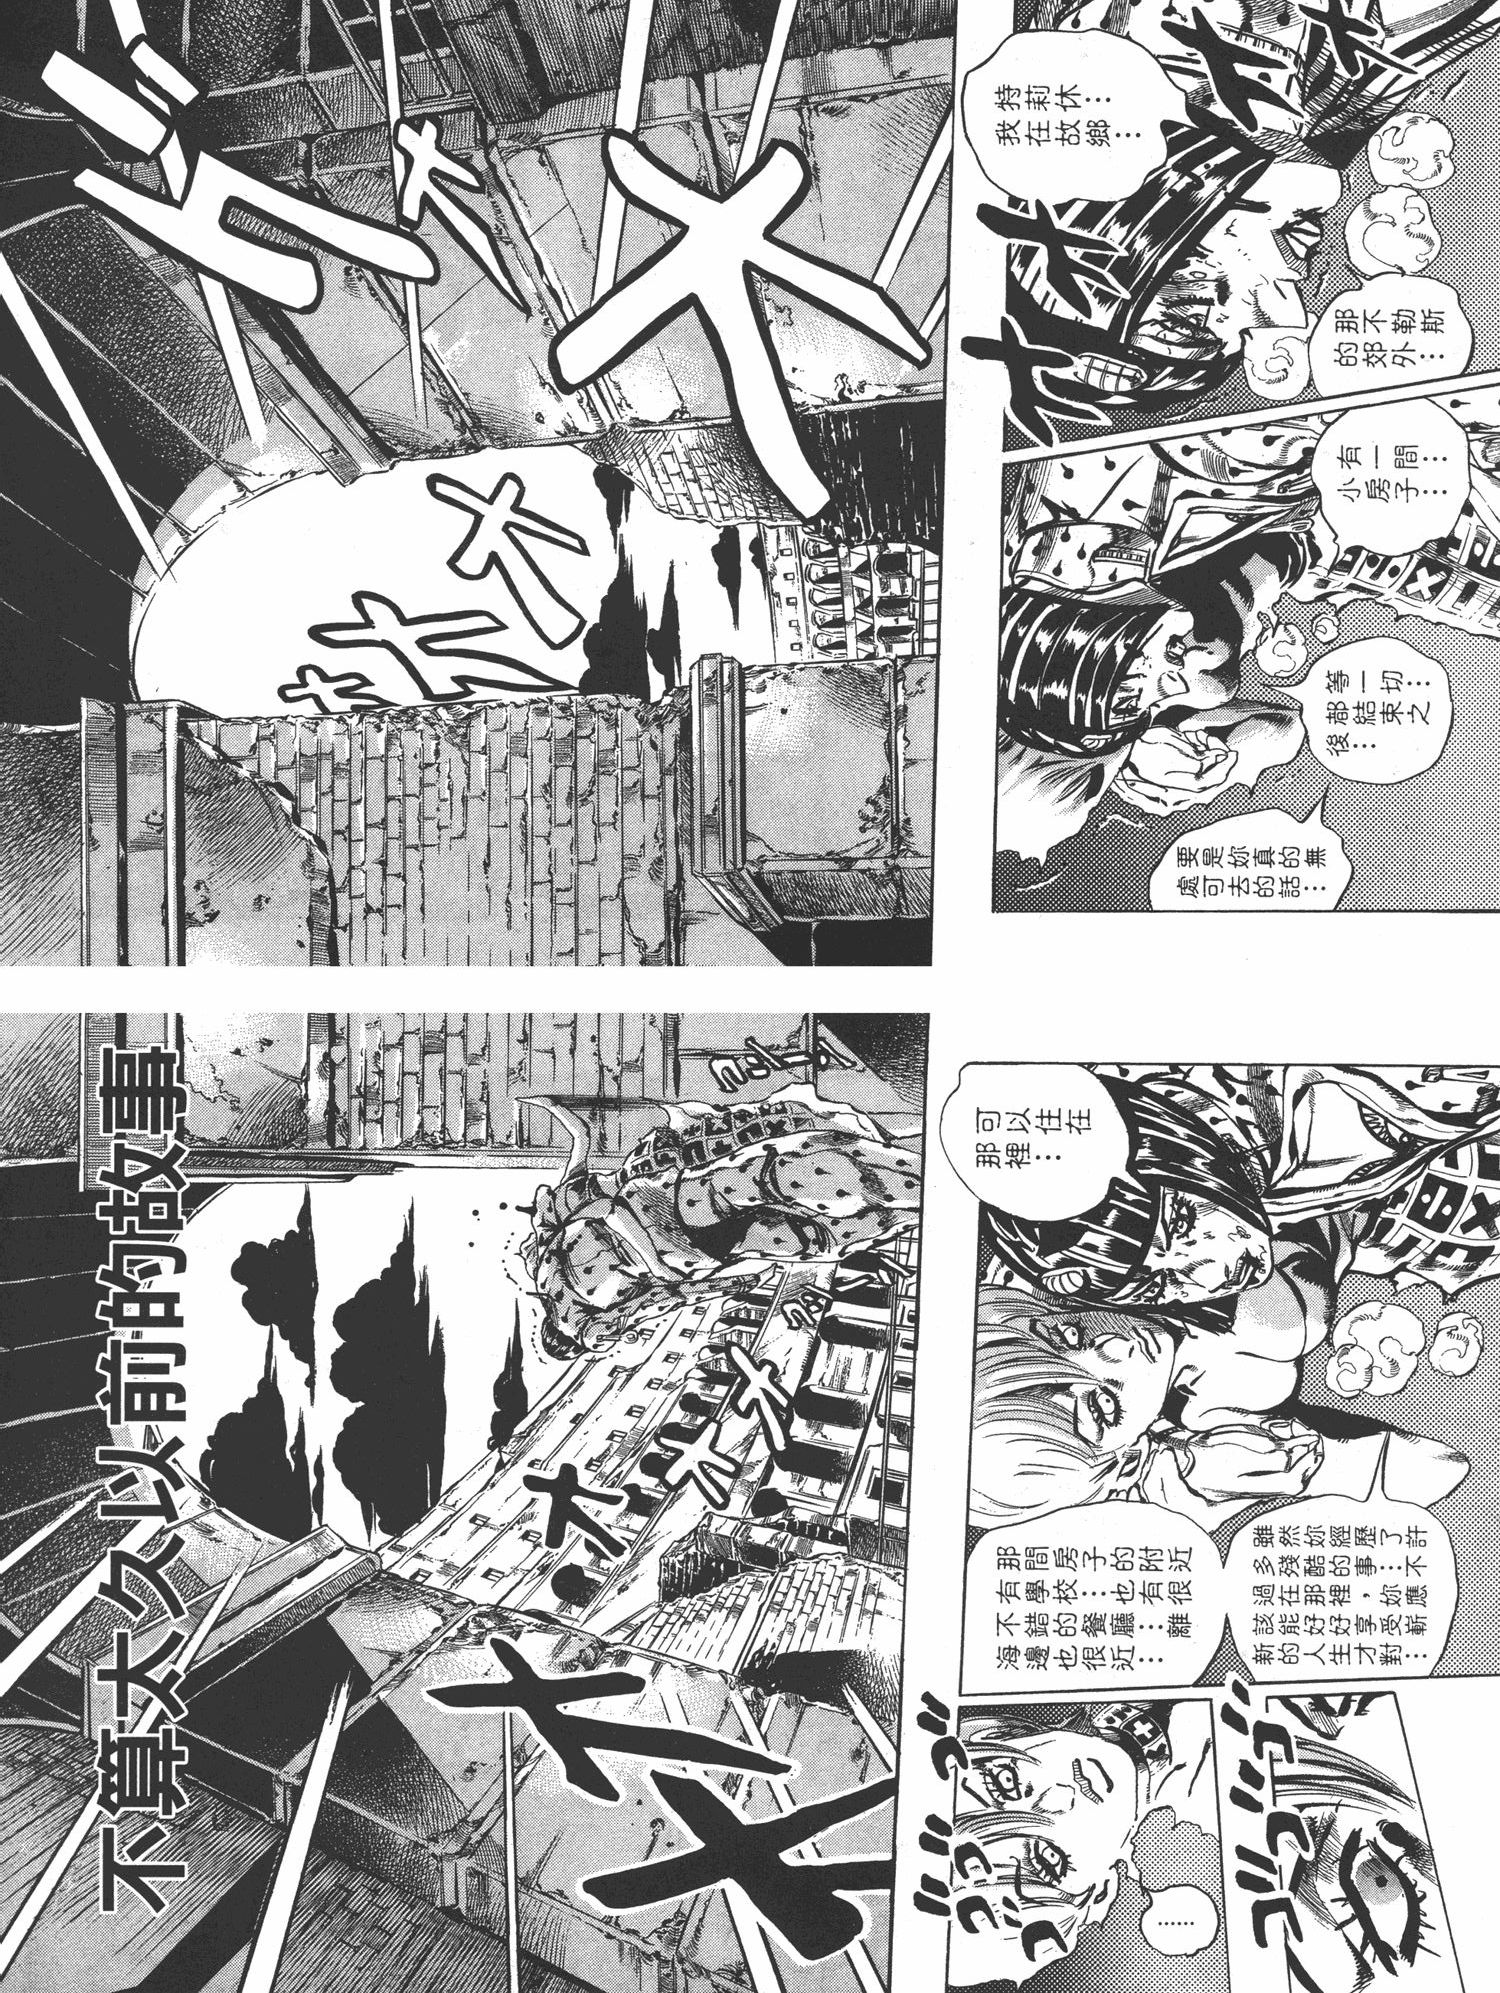 特莉休…
我在故鄉…
那不勒斯
的郊外…
有一間…
小房子…
等一切…
都結束之
後…
要是妳真的無
處可去的話…
不算太久以前的故事
可以住在
那裡…
那間房子的附近
有學校…也有很
不錯的餐廳…離
海邊也很近…
雖然妳經歷了許
多殘酷的事…不
過在那裡，妳應
該能好好享受嶄
新的人生才對…
……